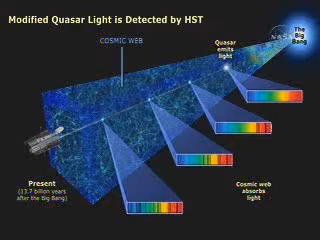 Modified Quasar Light is Detected by HST
COSMIC WEB
Quasar
emits
light
The
Big
Bang
NASA
Present
(13.7 billion years
after the Big Bang)
Cosmic web
absorbs
light